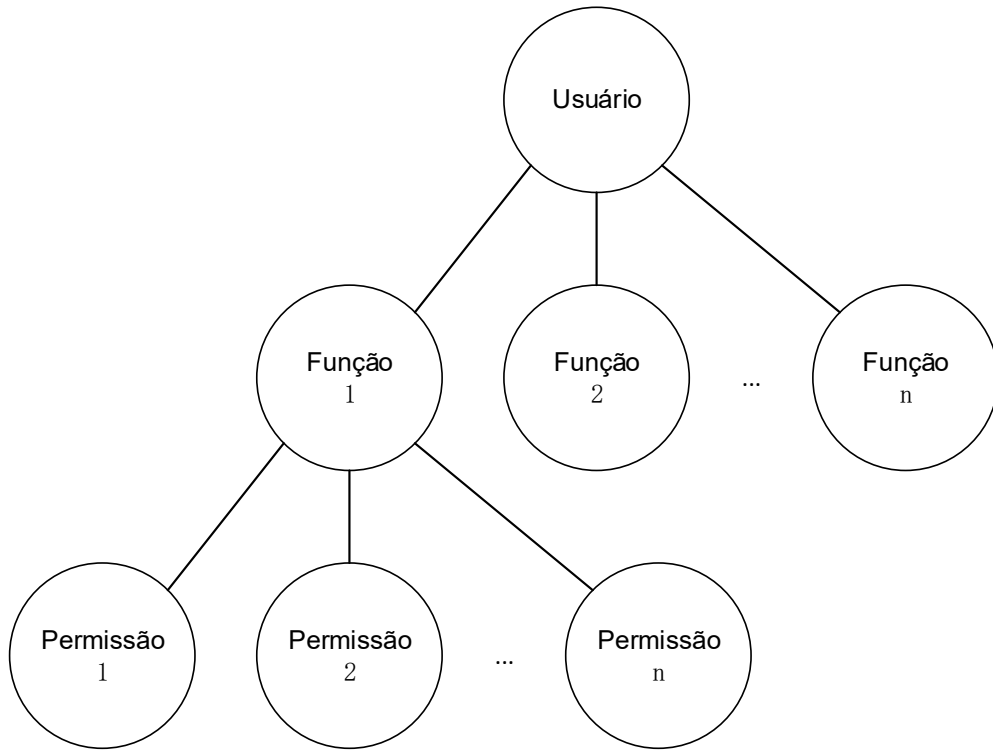 Usuário
Função
1
Função
2
...
Função
n
Permissão
1
Permissão
2
...
Permissão
n